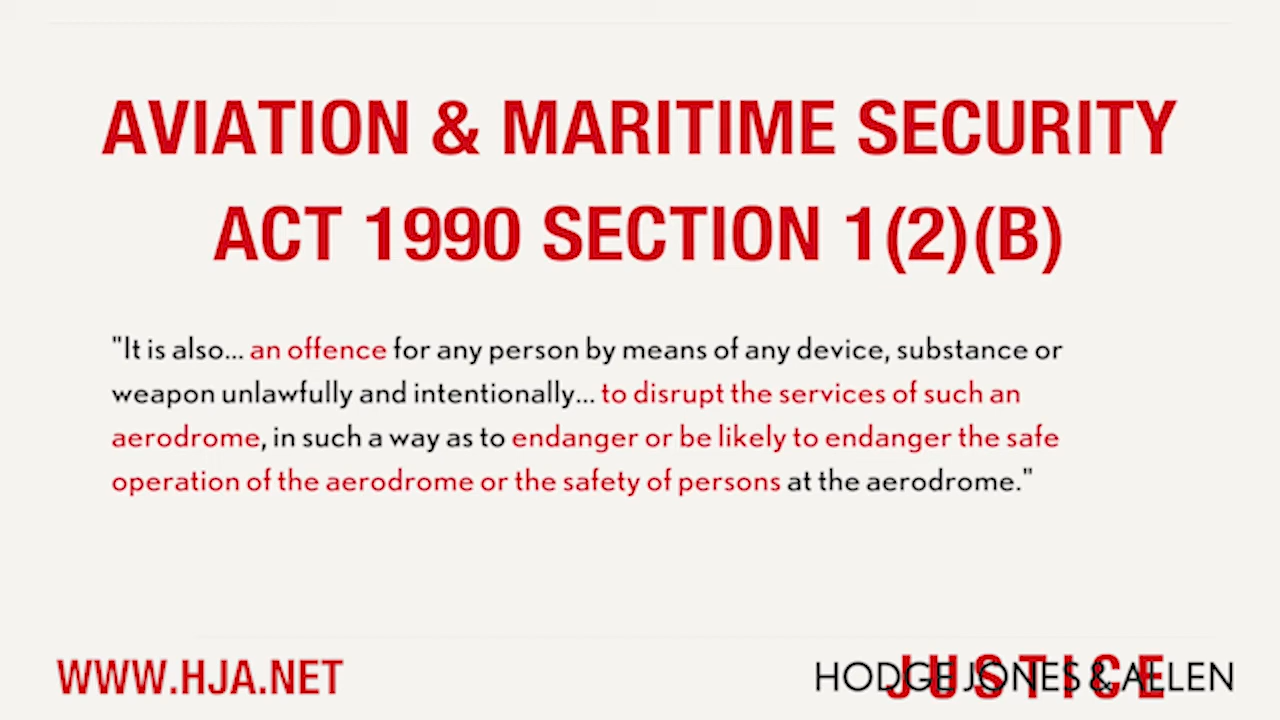 AVIATION & MARITIME SECURITY
ACT 1990 SECTION 1(2)(B)
"It is also... an offence for any person by means of any device, substance or
weapon unlawfully and intentionally... to disrupt the services of such an
aerodrome, in such a way as to endanger or be likely to endanger the safe
operation of the aerodrome or the safety of persons at the aerodrome."
WWW.HJA.NET
HODGE JONES & ALLEN
JUSTICE